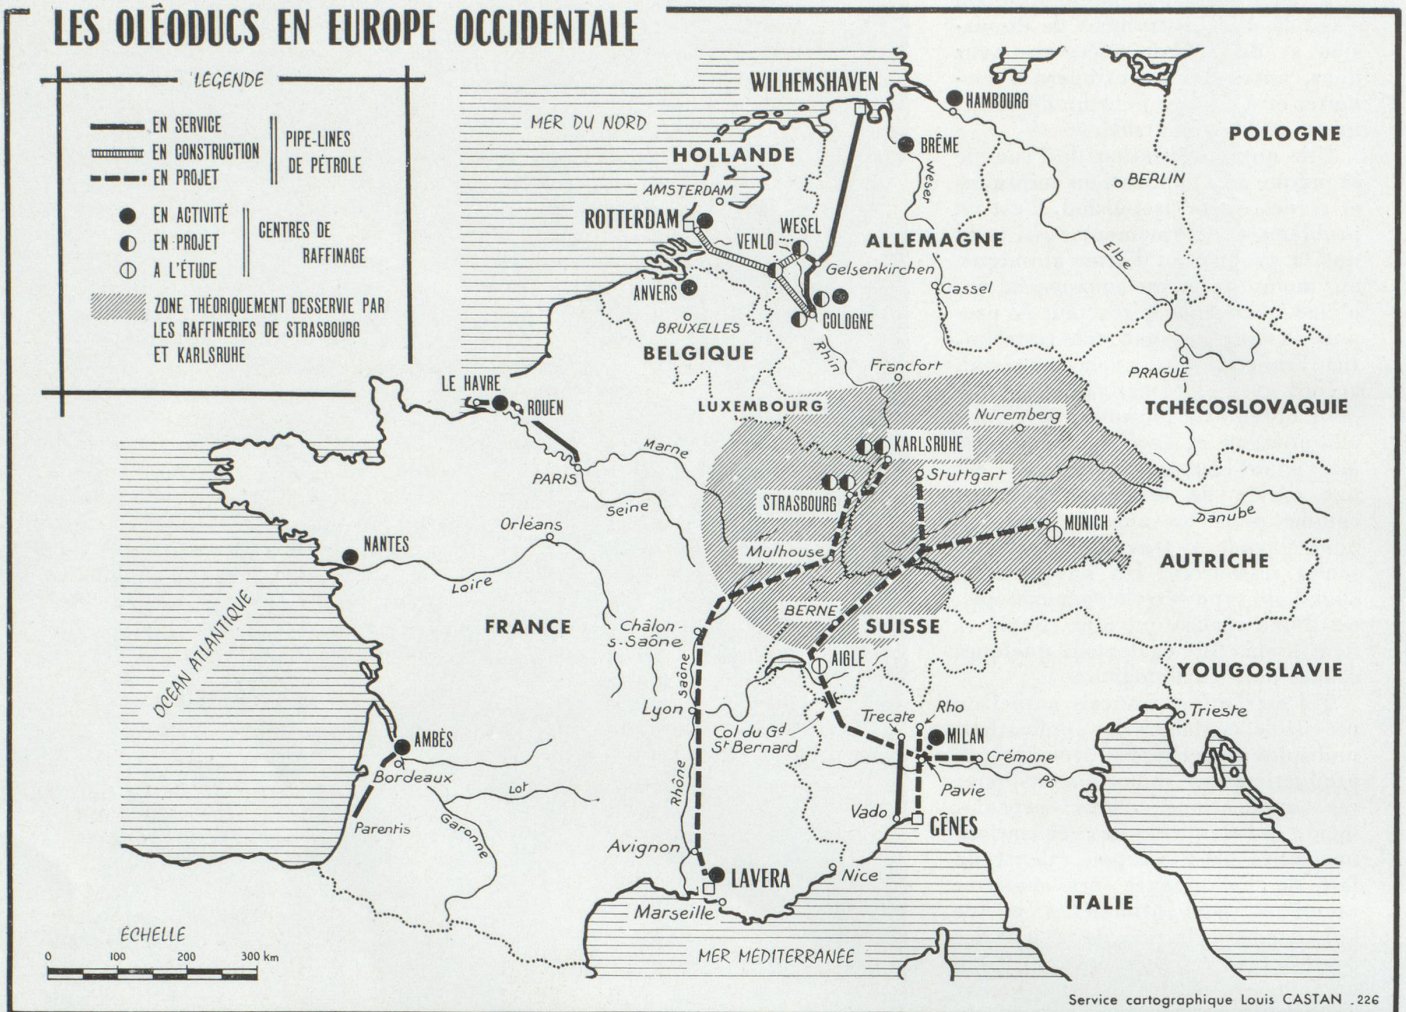 LES OLÉODUCS EN EUROPE OCCIDENTALE
LÉGENDE
EN SERVICE
EN CONSTRUCTION
EN PROJET
PIPE-LINES
DE PÉTROLE
EN ACTIVITÉ
EN PROJET
A L'ÉTUDE
CENTRES DE
RAFFINAGE
ZONE THÉORIQUEMENT DESSERVIE PAR
LES RAFFINERIES DE STRASBOURG
ET KARLSRUHE
WILHEMSHAVEN
HAMBOURG
MER DU NORD
BRÊME
POLOGNE
HOLLANDE
Weser
BERLIN
AMSTERDAM
ROTTERDAM
WESEL
VENLO
ALLEMAGNE
Elbe
Gelsenkirchen
ANVERS
Cassel
BRUXELLES
COLOGNE
BELGIQUE
Rhin
Francfort
PRAGUE
LE HAVRE
ROUEN
LUXEMBOURG
Nuremberg
TCHÉCOSLOVAQUIE
Marne
KARLSRUHE
PARIS
Stuttgart
Seine
STRASBOURG
Danube
Orléans
MUNICH
NANTES
Mulhouse
AUTRICHE
Loire
OCÉAN ATLANTIQUE
BERNE
FRANCE
Châlon-
s-Saône
SUISSE
AIGLE
Saône
YOUGOSLAVIE
Lyon
Trecate
Rho
Trieste
Col du Gd
St Bernard
MILAN
AMBÈS
Crémone
Bordeaux
Pô
Lot
Rhône
Pavie
Parentis
Garonne
Vado
GÊNES
Avignon
LAVERA
Nice
Marseille
ITALIE
ÉCHELLE
MER MÉDITERRANÉE
0 100 200 300 km
Service cartographique Louis CASTAN . 226